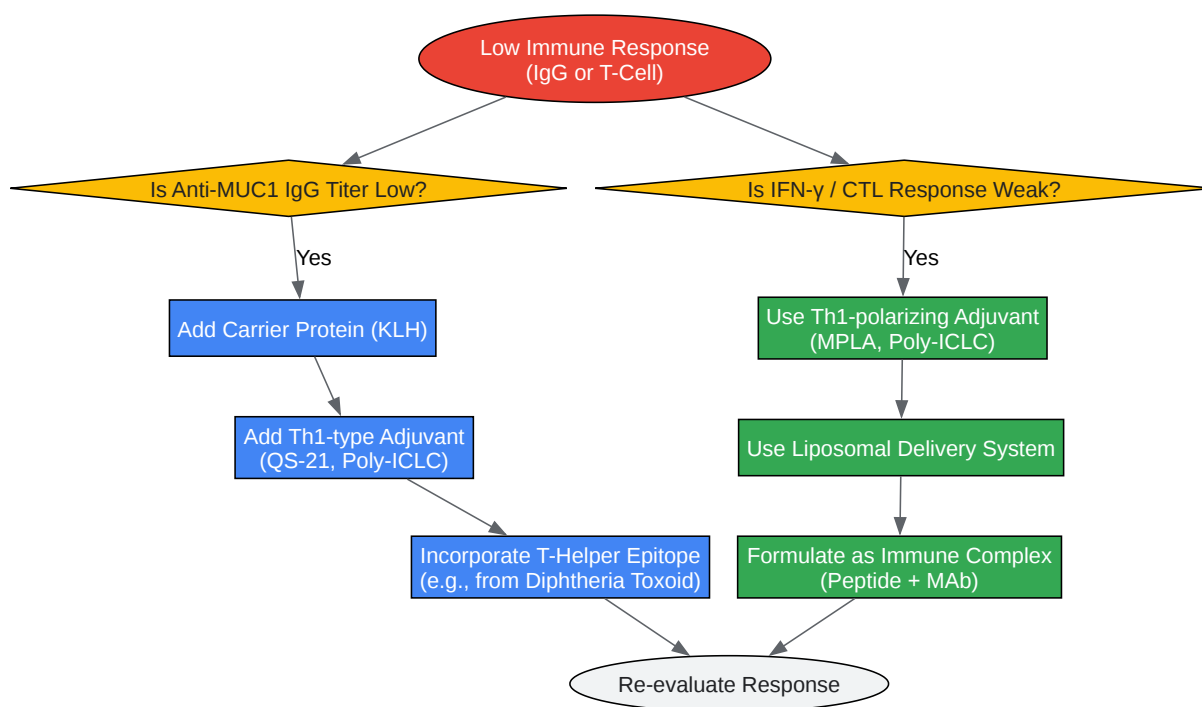 Low Immune Response
(IgG or T-Cell)
Is Anti-MUC1 IgG Titer Low?
Is IFN-γ / CTL Response Weak?
Yes
Yes
Add Carrier Protein (KLH)
Use Th1-polarizing Adjuvant
(MPLA, Poly-ICLC)
Add Th1-type Adjuvant
(QS-21, Poly-ICLC)
Use Liposomal Delivery System
Incorporate T-Helper Epitope
(e.g., from Diphtheria Toxoid)
Formulate as Immune Complex
(Peptide + MAb)
Re-evaluate Response